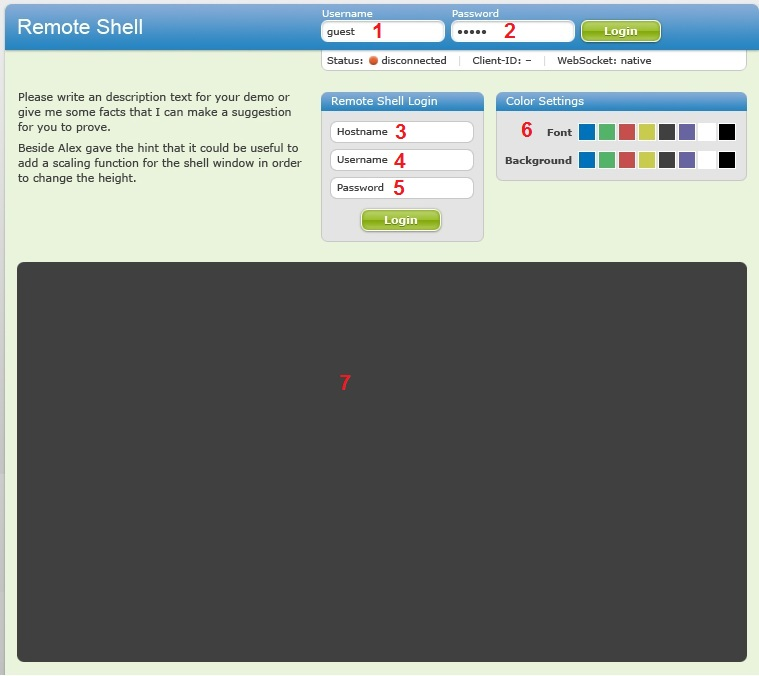 Remote Shell
Username Password
guest 1 ••••• 2 Login
Status: disconnected | Client-ID: – | WebSocket: native
Please write an description text for your demo or
give me some facts that I can make a suggestion
for you to prove.
Beside Alex gave the hint that it could be useful to
add a scaling function for the shell window in order
to change the height.
Remote Shell Login
Hostname 3
Username 4
Password 5
Login
Color Settings
6 Font
Background
7